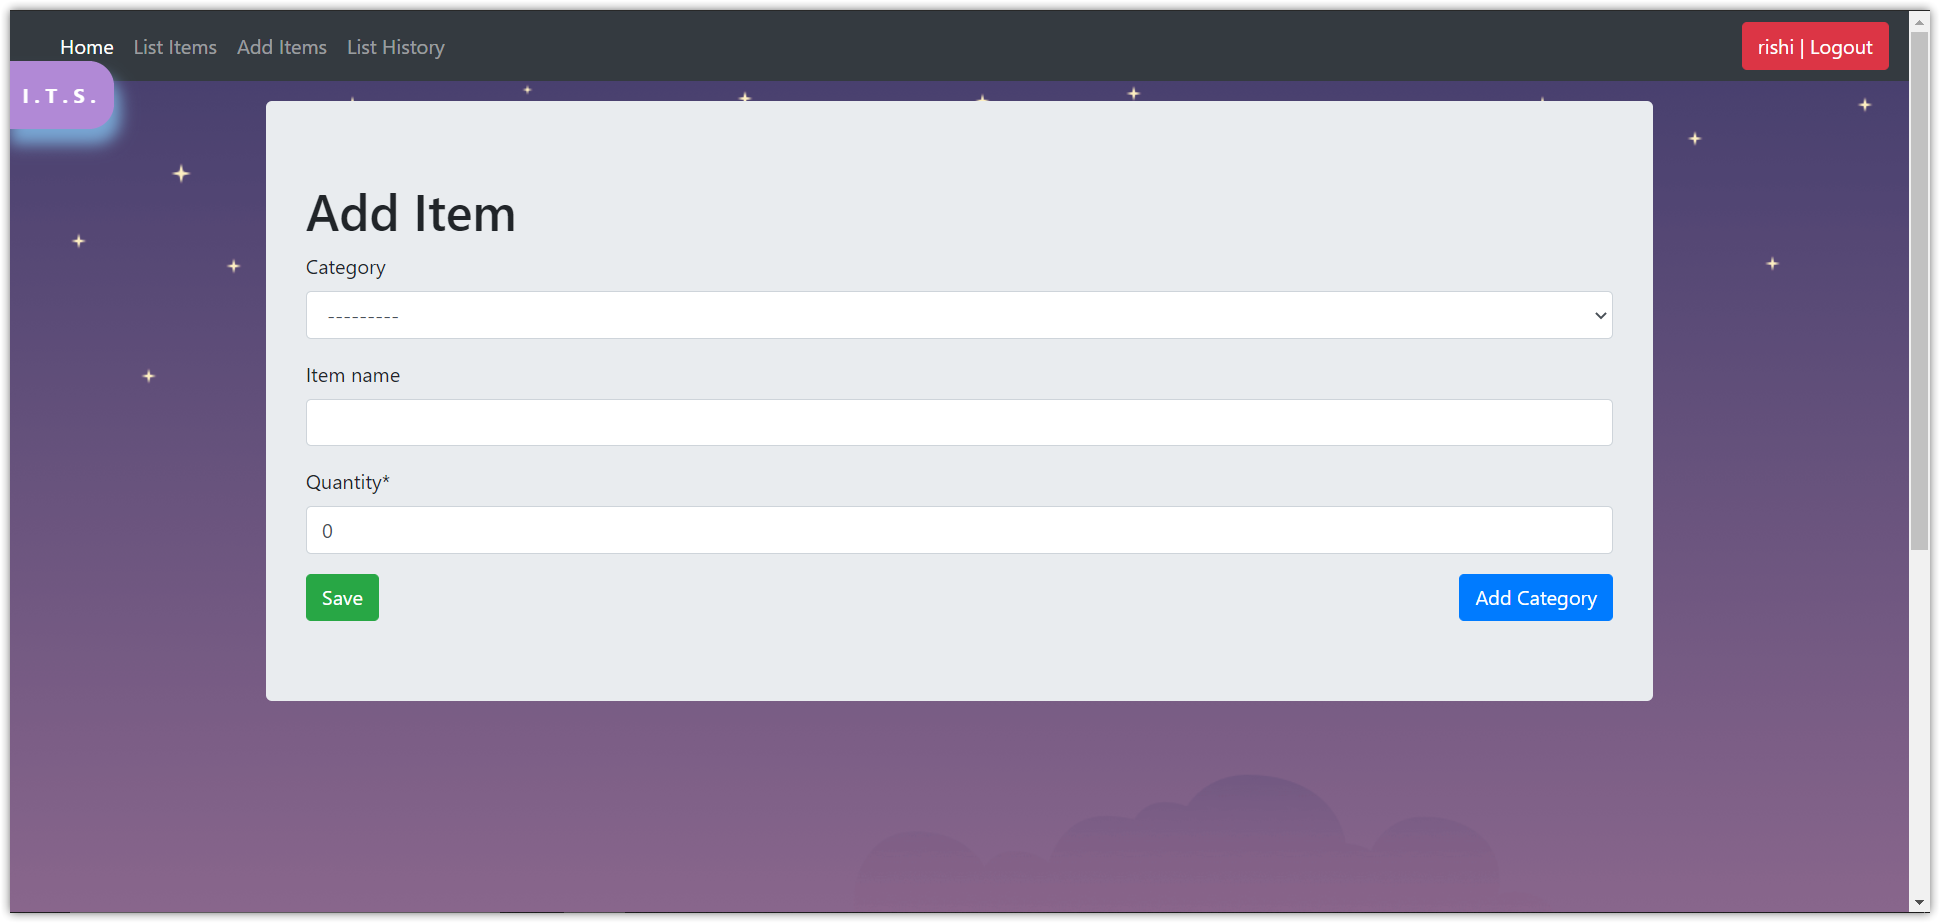 Home List Items Add Items List History rishi | Logout
I.T.S.
Add Item
Category
---------
Item name
Quantity*
0
Save Add Category